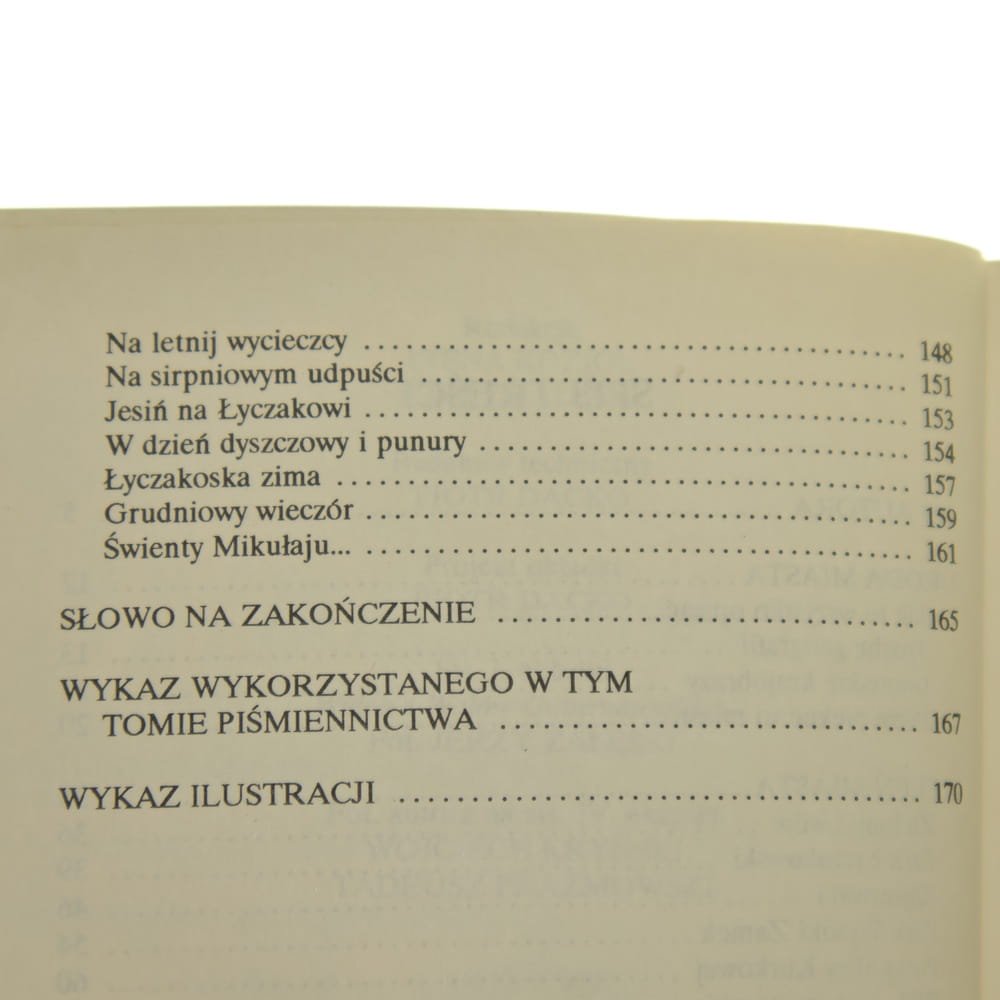 Na letnij wycieczcy ........................................ 148
Na sirpniowym udpuści ........................................ 151
Jesiń na Łyczakowi ........................................ 153
W dzień dyszczowy i punury ........................................ 154
Łyczakoska zima ........................................ 157
Grudniowy wieczór ........................................ 159
Świenty Mikułaju... ........................................ 161
SŁOWO NA ZAKOŃCZENIE ........................................ 165
WYKAZ WYKORZYSTANEGO W TYM
TOMIE PIŚMIENNICTWA ........................................ 167
WYKAZ ILUSTRACJI ........................................ 170